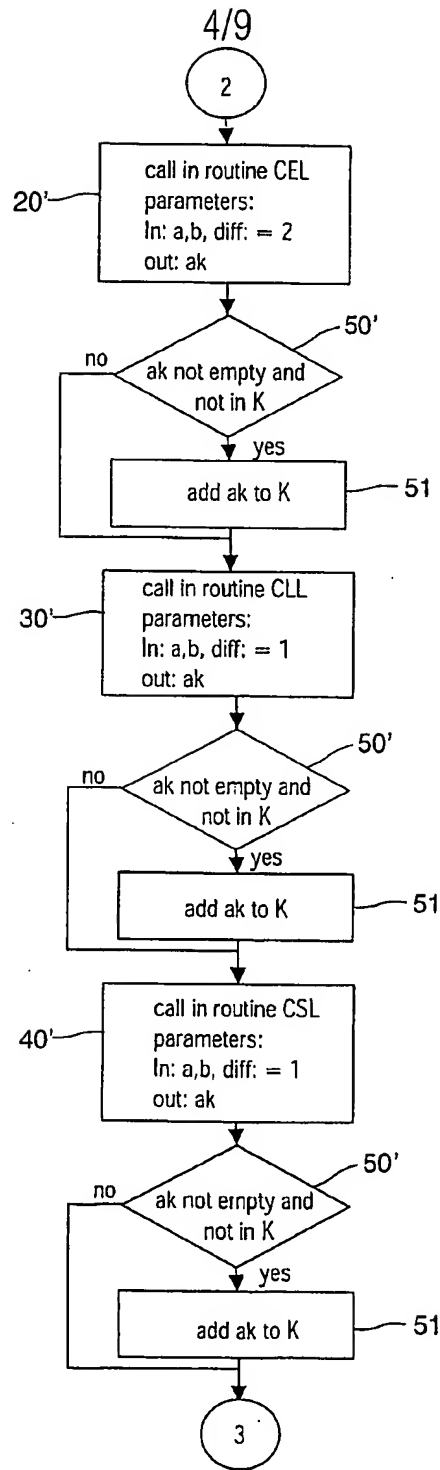 4/9
2
call in routine CEL
parameters:
In: a,b, diff: = 2
out: ak
20'
50'
no
ak not empty and
not in K
yes
add ak to K
51
call in routine CLL
parameters:
In: a,b, diff: = 1
out: ak
30'
50'
no
ak not empty and
not in K
yes
add ak to K
51
call in routine CSL
parameters:
In: a,b, diff: = 1
out: ak
40'
50'
no
ak not empty and
not in K
yes
add ak to K
51
3